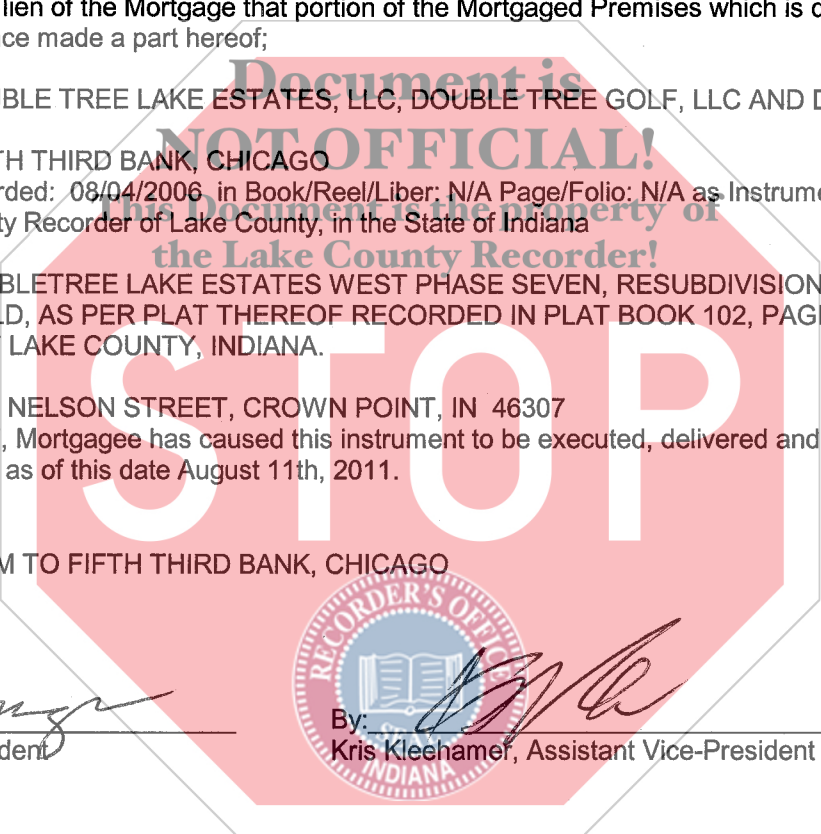 lien of the Mortgage that portion of the Mortgaged Premises which is
ce made a part hereof;
Document is
BLE TREE LAKE ESTATES, LLC, DOUBLE TREE GOLF, LLC AND
NOT OFFICIAL!
TH THIRD BANK, CHICAGO
rded: 08/04/2006 in Book/Reel/Liber: N/A Page/Folio: N/A as Instrume
This Document is the property of
ty Recorder of Lake County, in the State of Indiana
the Lake County Recorder!
BLETREE LAKE ESTATES WEST PHASE SEVEN, RESUBDIVISION
LD, AS PER PLAT THEREOF RECORDED IN PLAT BOOK 102, PAG
LAKE COUNTY, INDIANA.
STOP
NELSON STREET, CROWN POINT, IN 46307
, Mortgagee has caused this instrument to be executed, delivered and
as of this date August 11th, 2011.
M TO FIFTH THIRD BANK, CHICAGO
RECORDER'S OFFICE
SEAL
INDIANA
By:
dent
Kris Kleehamer, Assistant Vice-President